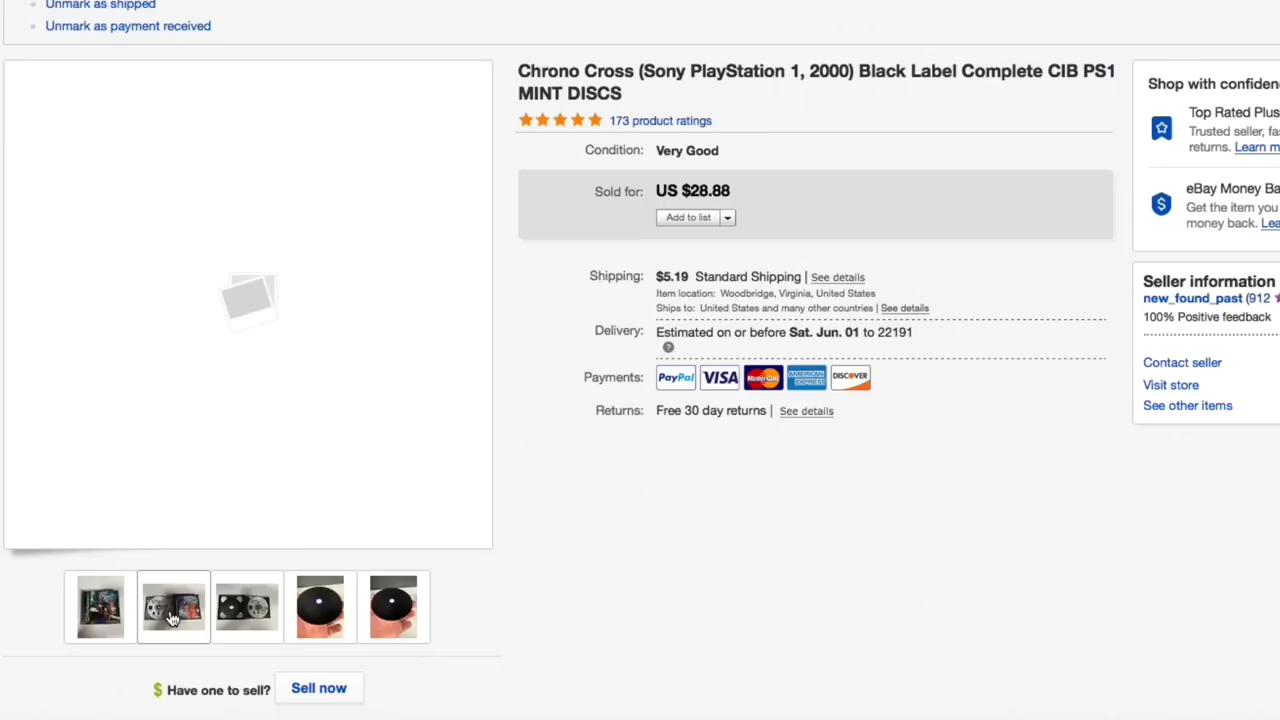 Unmark as shipped
Unmark as payment received
Chrono Cross (Sony PlayStation 1, 2000) Black Label Complete CIB PS1
MINT DISCS
173 product ratings
Condition: Very Good
Sold for: US $28.88
Add to list
Shipping: $5.19 Standard Shipping | See details
Item location: Woodbridge, Virginia, United States
Ships to: United States and many other countries | See details
Delivery: Estimated on or before Sat. Jun. 01 to 22191
?
Payments: PayPal VISA MasterCard AMERICAN EXPRESS DISCOVER
Returns: Free 30 day returns | See details
Shop with confiden
Top Rated Plus
Trusted seller, fa
returns. Learn m
$
eBay Money Ba
Get the item you
money back. Lea
Seller information
new_found_past (912
100% Positive feedback
Contact seller
Visit store
See other items
$ Have one to sell? Sell now